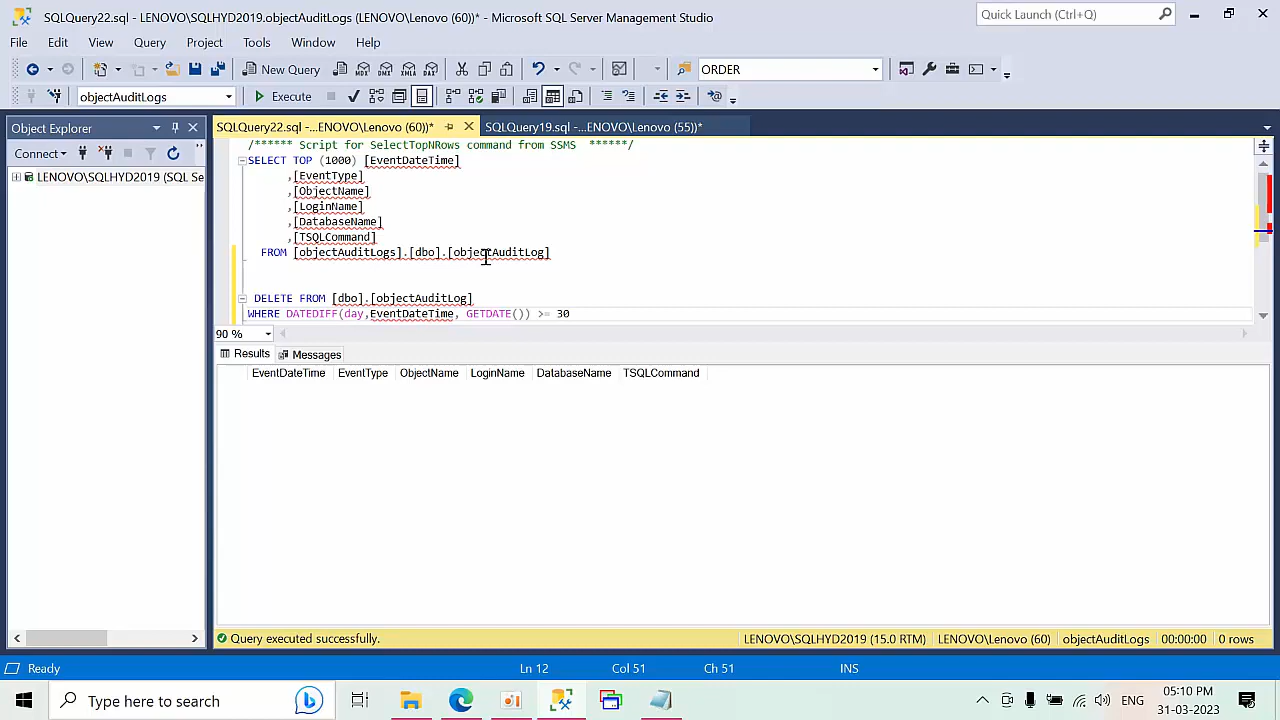 SQLQuery22.sql - LENOVO\SQLHYD2019.objectAuditLogs (LENOVO\Lenovo (60))* - Microsoft SQL Server Management Studio
Quick Launch (Ctrl+Q)
File Edit View Query Project Tools Window Help
New Query MDX DMX XMLA DAX ORDER
objectAuditLogs Execute
Object Explorer
SQLQuery22.sql -...ENOVO\Lenovo (60))*
SQLQuery19.sql -...ENOVO\Lenovo (55))*
Connect
LENOVO\SQLHYD2019 (SQL Se
/****** Script for SelectTopNRows command from SSMS ******/
SELECT TOP (1000) [EventDateTime]
,[EventType]
,[ObjectName]
,[LoginName]
,[DatabaseName]
,[TSQLCommand]
FROM [objectAuditLogs].[dbo].[objectAuditLog]
DELETE FROM [dbo].[objectAuditLog]
WHERE DATEDIFF(day,EventDateTime, GETDATE()) >= 30
90 %
Results Messages
EventDateTime EventType ObjectName LoginName DatabaseName TSQLCommand
Query executed successfully.
LENOVO\SQLHYD2019 (15.0 RTM) LENOVO\Lenovo (60) objectAuditLogs 00:00:00 0 rows
Ready Ln 12 Col 51 Ch 51 INS
Type here to search
ENG
05:10 PM
31-03-2023